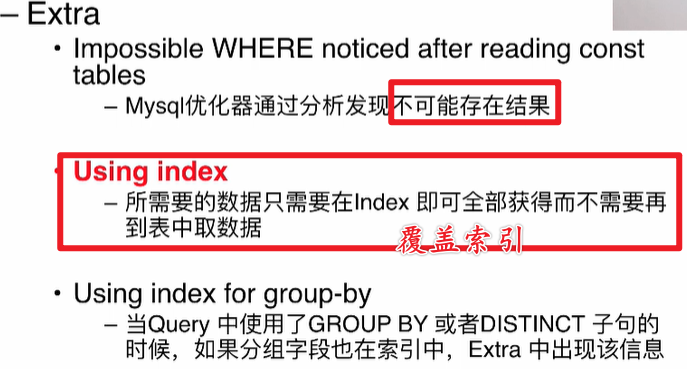 – Extra
• Impossible WHERE noticed after reading const
tables
– Mysql优化器通过分析发现不可能存在结果
• Using index
– 所需要的数据只需要在Index 即可全部获得而不需要再
到表中取数据
覆盖索引
• Using index for group-by
– 当Query 中使用了GROUP BY 或者DISTINCT 子句的
时候，如果分组字段也在索引中，Extra 中出现该信息